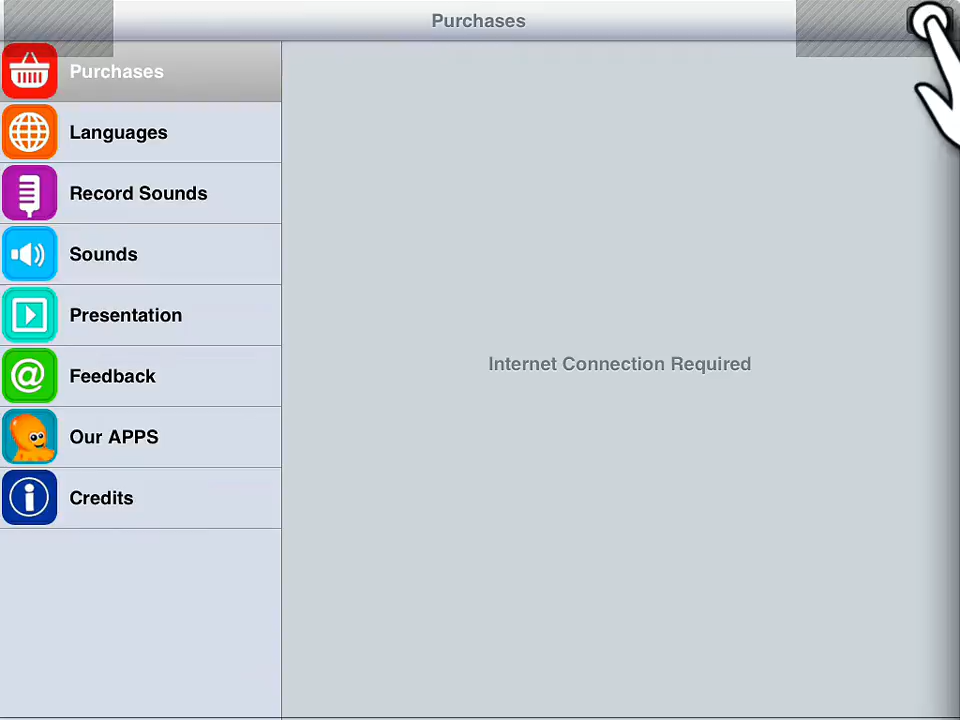 Purchases
Purchases
Languages
Record Sounds
Sounds
Presentation
Feedback
Our APPS
Credits
Internet Connection Required